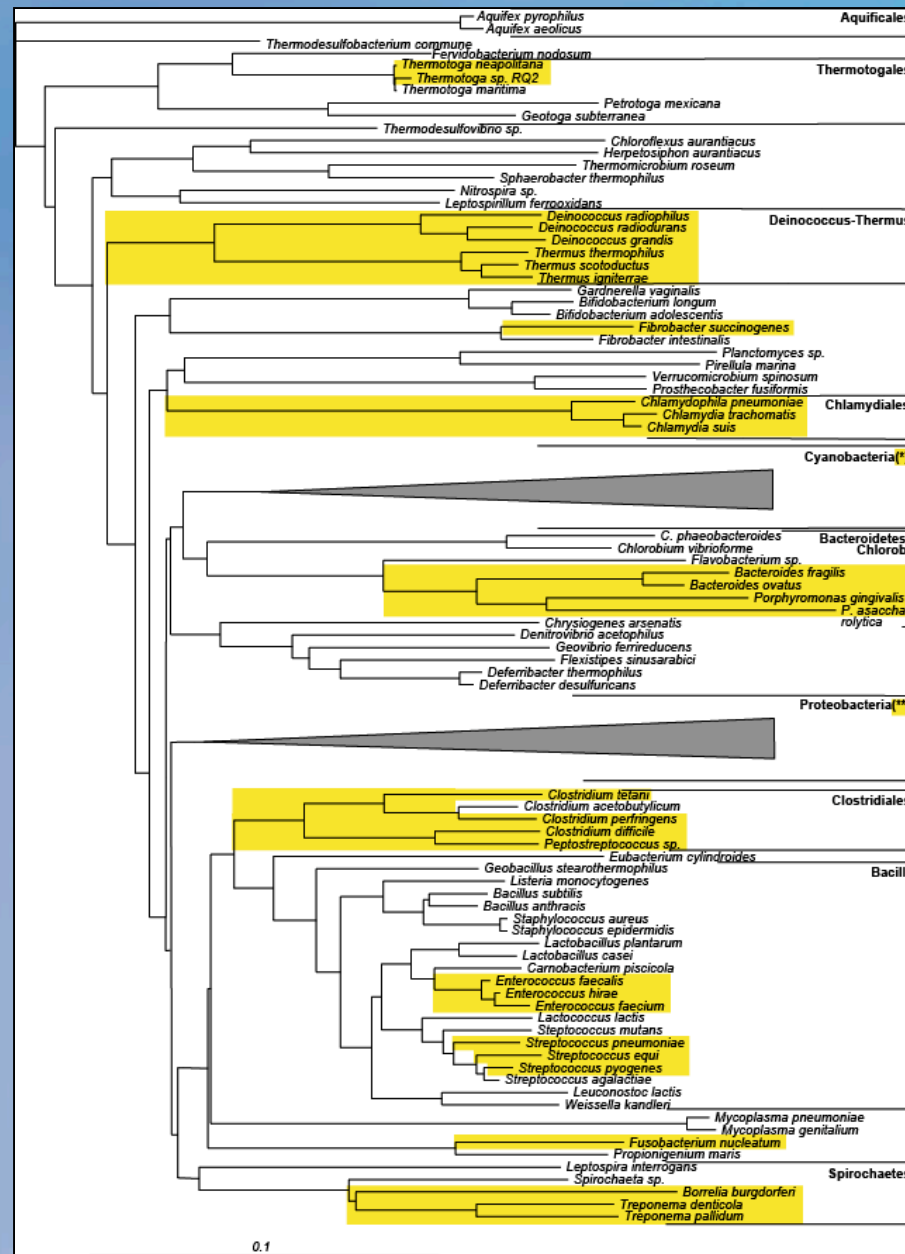 Aquifex pyrophilus
Aquificales
Aquifex aeolicus
Thermodesulfobacterium commune
Fervidobacterium nodosum
Thermotoga neapolitana
Thermotogales
Thermotoga sp. RQ2
Thermotoga maritima
Petrotoga mexicana
Geotoga subterranea
Thermodesulfovibrio sp.
Chloroflexus aurantiacus
Herpetosiphon aurantiacus
Thermomicrobium roseum
Sphaerobacter thermophilus
Nitrospira sp.
Leptospirillum ferrooxidans
Deinococcus radiophilus
Deinococcus-Thermus
Deinococcus radiodurans
Deinococcus grandis
Thermus thermophilus
Thermus scotoductus
Thermus igniterrae
Gardnerella vaginalis
Bifidobacterium longum
Bifidobacterium adolescentis
Fibrobacter succinogenes
Fibrobacter intestinalis
Planctomyces sp.
Pirellula marina
Verrucomicrobium spinosum
Prosthecobacter fusiformis
Chlamydophila pneumoniae
Chlamydiales
Chlamydia trachomatis
Chlamydia suis
Cyanobacteria(*
C. phaeobacteroides
Bacteroidetes
Chlorobium vibrioforme
Chlorob
Flavobacterium sp.
Bacteroides fragilis
Bacteroides ovatus
Porphyromonas gingivalis
P. asaccha
rolytica
Chrysiogenes arsenatis
Denitrovibrio acetophilus
Geovibrio ferrireducens
Flexistipes sinusarabici
Deferribacter thermophilus
Deferribacter desulfuricans
Proteobacteria(**
Clostridium tetani
Clostridiales
Clostridium acetobutylicum
Clostridium perfringens
Clostridium difficile
Peptostreptococcus sp.
Eubacterium cylindroides
Geobacillus stearothermophilus
Bacill
Listeria monocytogenes
Bacillus subtilis
Bacillus anthracis
Staphylococcus aureus
Staphylococcus epidermidis
Lactobacillus plantarum
Lactobacillus casei
Carnobacterium piscicola
Enterococcus faecalis
Enterococcus hirae
Enterococcus faecium
Lactococcus lactis
Steptococcus mutans
Streptococcus pneumoniae
Streptococcus equi
Streptococcus pyogenes
Streptococcus agalactiae
Leuconostoc lactis
Weissella kandleri
Mycoplasma pneumoniae
Mycoplasma genitalium
Fusobacterium nucleatum
Propionigenium maris
Leptospira interrogans
Spirochaetes
Spirochaeta sp.
Borrelia burgdorferi
Treponema denticola
Treponema pallidum
0.1